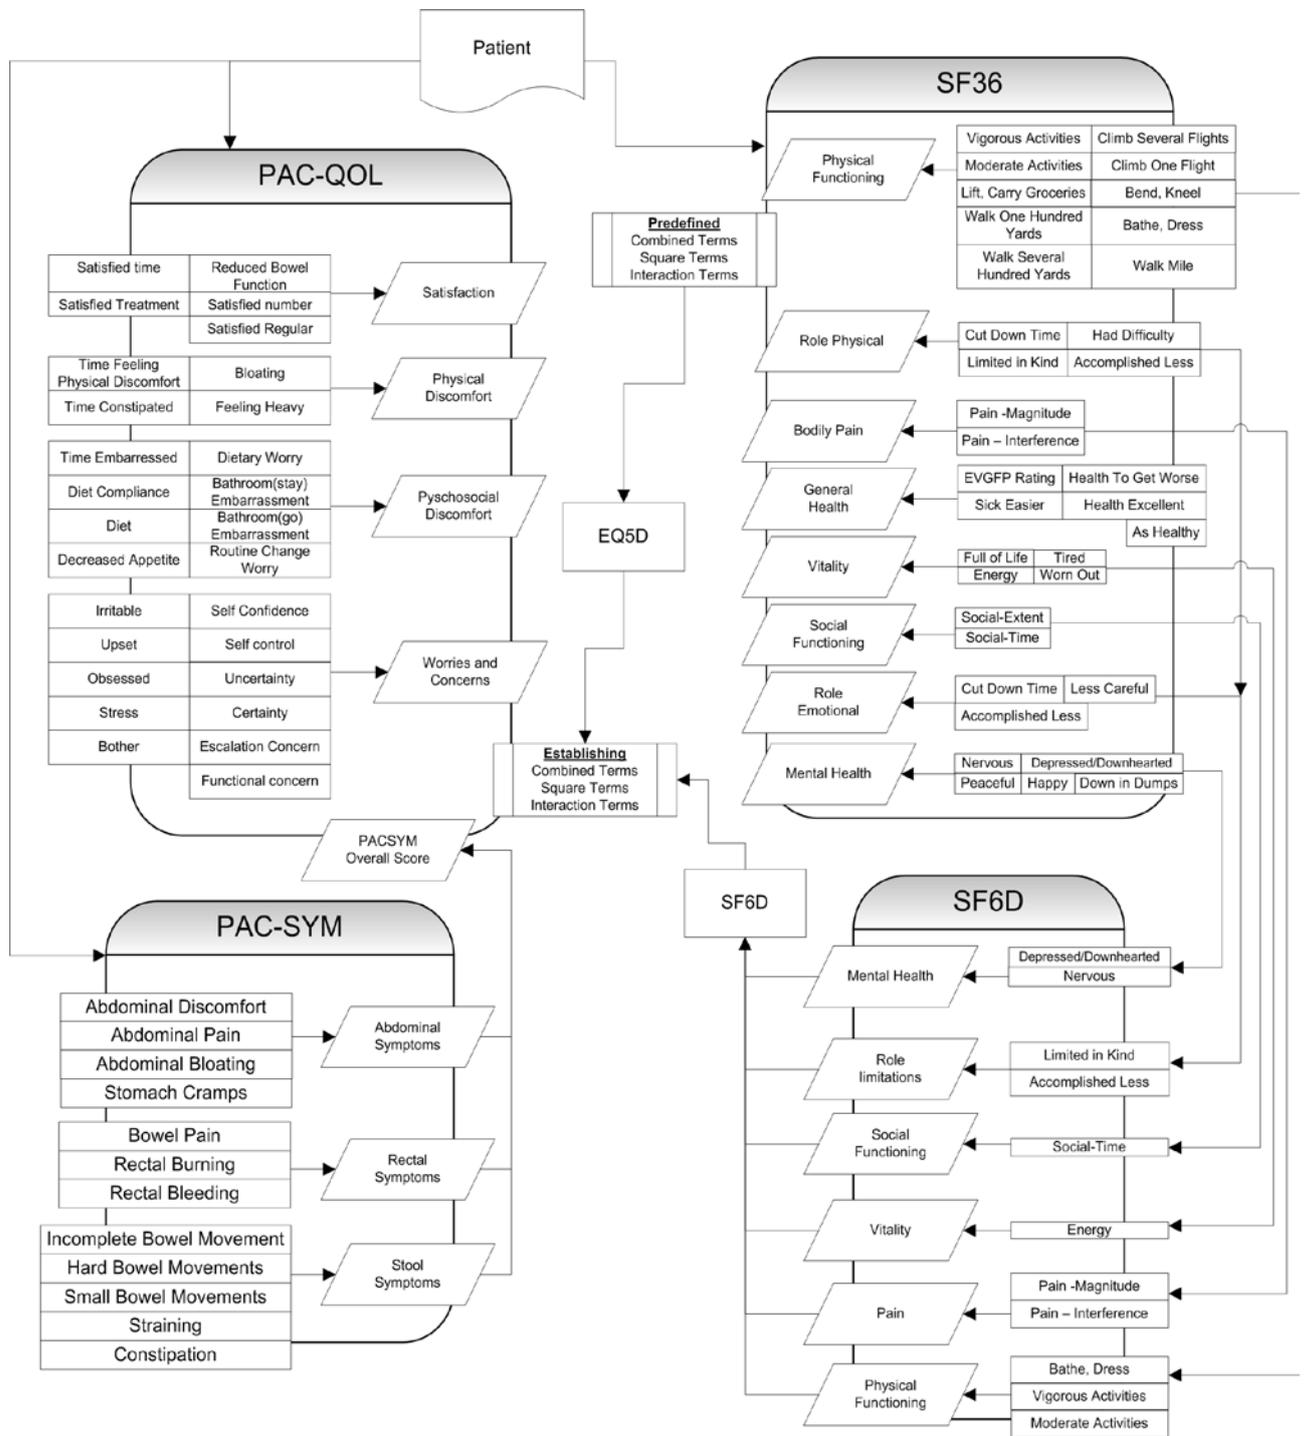 Patient
PAC-QOL
Satisfied time
Reduced Bowel
Function
Satisfied Treatment
Satisfied number
Satisfied Regular
Satisfaction
Time Feeling
Physical Discomfort
Bloating
Time Constipated
Feeling Heavy
Physical
Discomfort
Time Embarressed
Dietary Worry
Diet Compliance
Bathroom(stay)
Embarrassment
Diet
Bathroom(go)
Embarrassment
Decreased Appetite
Routine Change
Worry
Pyschosocial
Discomfort
Irritable
Self Confidence
Upset
Self control
Obsessed
Uncertainty
Stress
Certainty
Bother
Escalation Concern
Functional concern
Worries and
Concerns
PACSYM
Overall Score
PAC-SYM
Abdominal Discomfort
Abdominal Pain
Abdominal Bloating
Stomach Cramps
Abdominal
Symptoms
Bowel Pain
Rectal Burning
Rectal Bleeding
Rectal
Symptoms
Incomplete Bowel Movement
Hard Bowel Movements
Small Bowel Movements
Straining
Constipation
Stool
Symptoms
Predefined
Combined Terms
Square Terms
Interaction Terms
EQ5D
Establishing
Combined Terms
Square Terms
Interaction Terms
SF6D
SF36
Physical
Functioning
Vigorous Activities
Climb Several Flights
Moderate Activities
Climb One Flight
Lift, Carry Groceries
Bend, Kneel
Walk One Hundred
Yards
Bathe, Dress
Walk Several
Hundred Yards
Walk Mile
Role Physical
Cut Down Time
Had Difficulty
Limited in Kind
Accomplished Less
Bodily Pain
Pain -Magnitude
Pain – Interference
General
Health
EVGFP Rating
Health To Get Worse
Sick Easier
Health Excellent
As Healthy
Vitality
Full of Life
Tired
Energy
Worn Out
Social
Functioning
Social-Extent
Social-Time
Role
Emotional
Cut Down Time
Less Careful
Accomplished Less
Mental Health
Nervous
Depressed/Downhearted
Peaceful
Happy
Down in Dumps
SF6D
Mental Health
Depressed/Downhearted
Nervous
Role
limitations
Limited in Kind
Accomplished Less
Social
Functioning
Social-Time
Vitality
Energy
Pain
Pain -Magnitude
Pain – Interference
Physical
Functioning
Bathe, Dress
Vigorous Activities
Moderate Activities